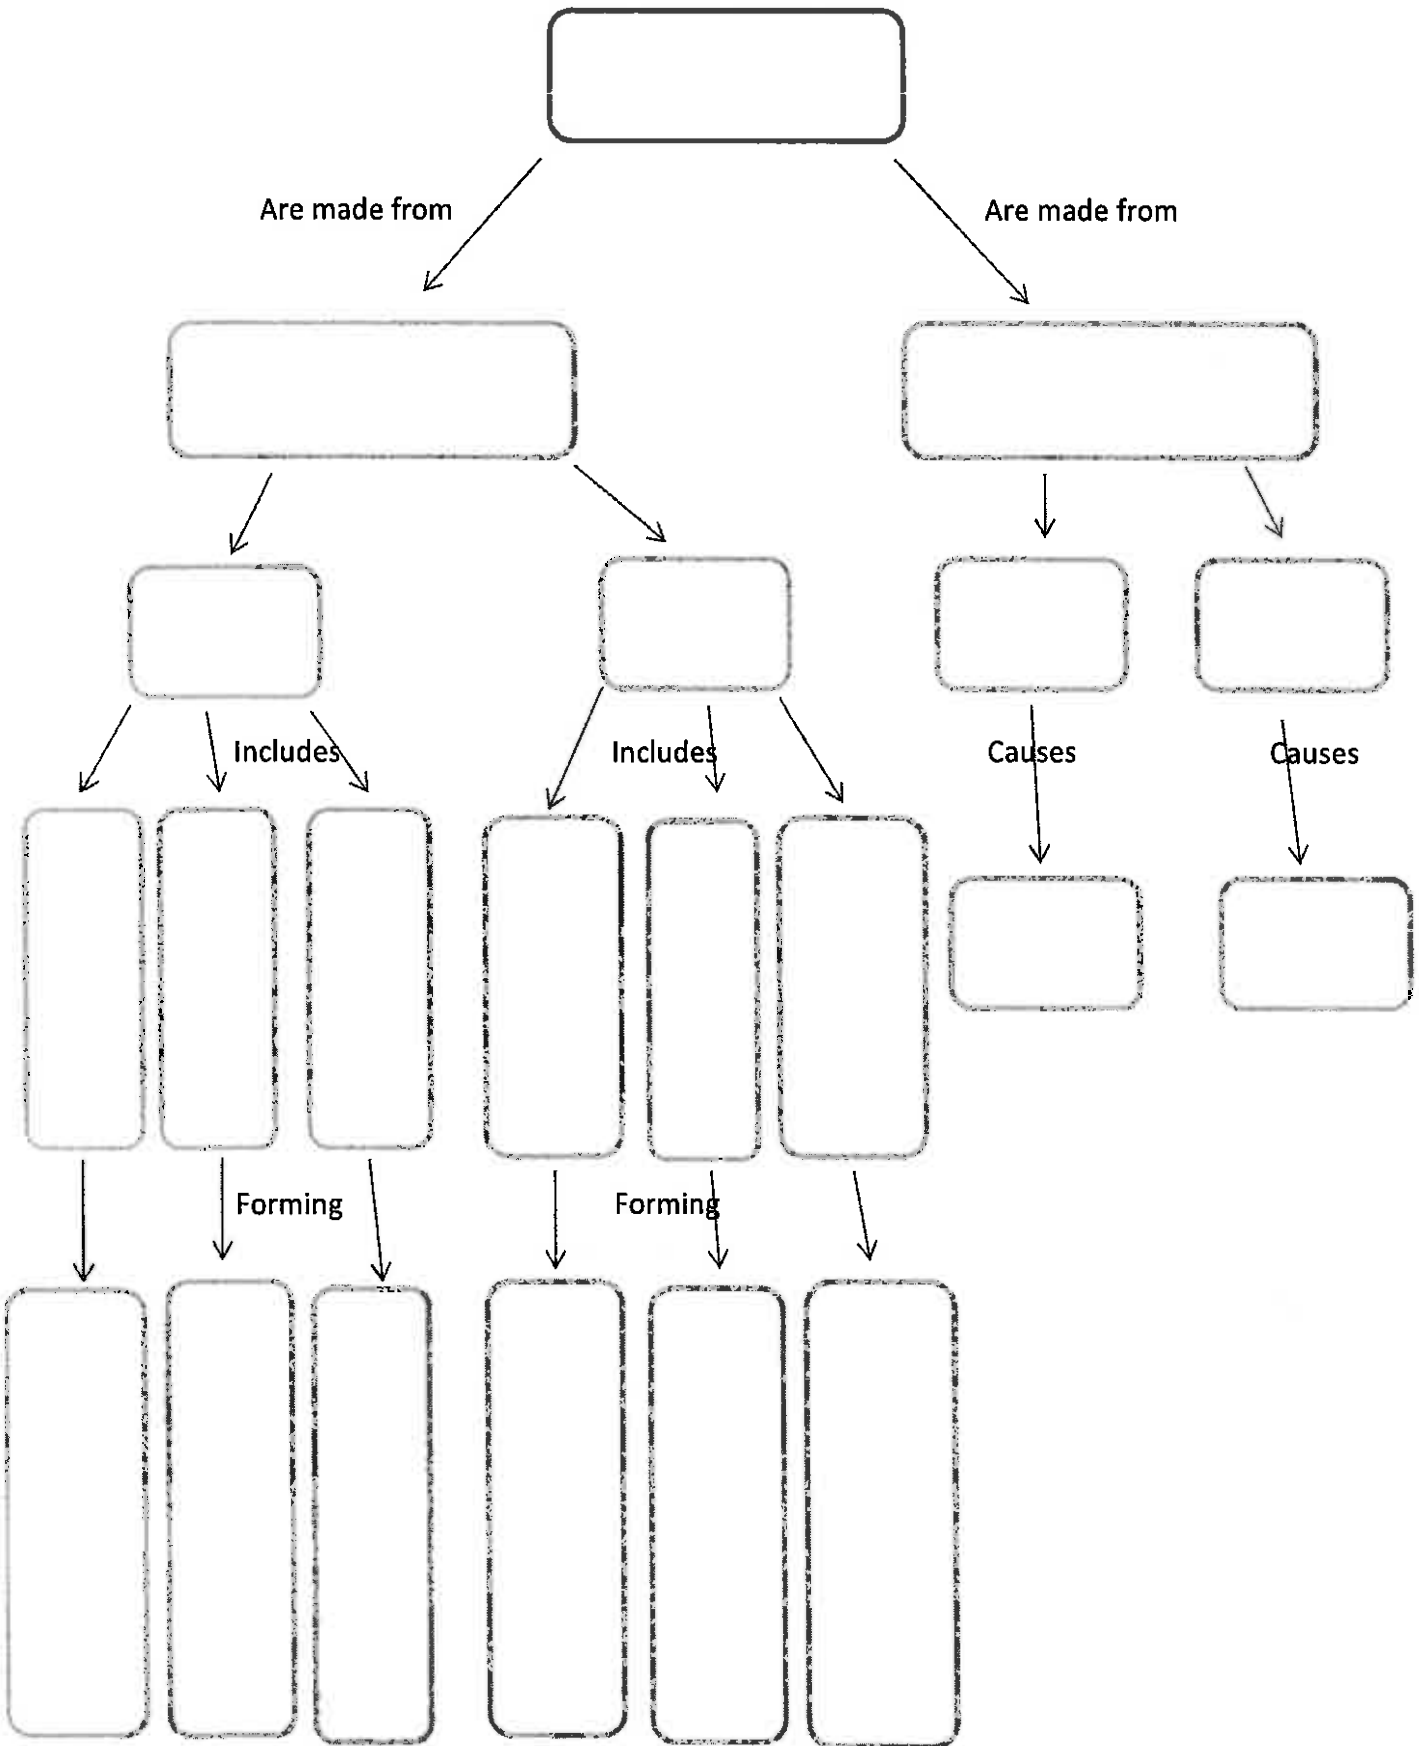 Are made from
Are made from
Includes
Includes
Causes
Causes
Forming
Forming